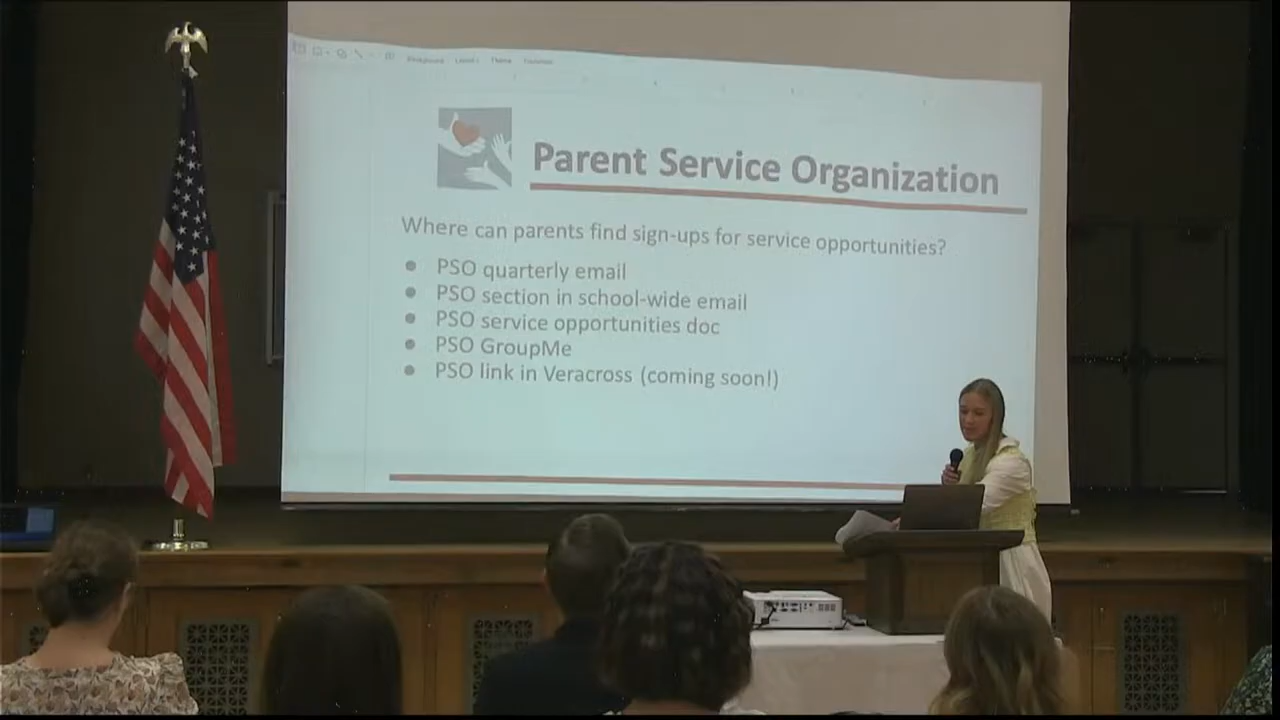 Parent Service Organization
Where can parents find sign-ups for service opportunities?
PSO quarterly email
PSO section in school-wide email
PSO service opportunities doc
PSO GroupMe
PSO link in Veracross (coming soon!)